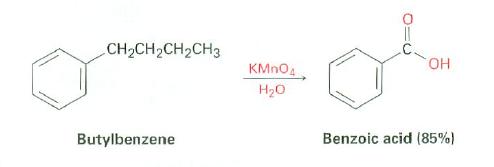 CH₂CH₂CH₂CH3
KMnO₄
H₂O
O
C
OH
Butylbenzene
Benzoic acid (85%)